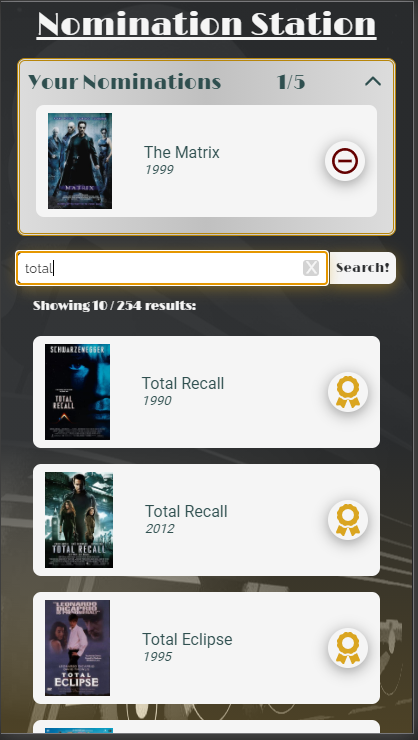 Nomination Station
Your Nominations 1/5
MATRIX
The Matrix
1999
total
X
Search!
Showing 10 / 254 results:
SCHWARZENEGGER
TOTAL
RECALL
Total Recall
1990
TOTAL RECALL
Total Recall
2012
LEONARDO
DICAPRIO
TOTAL
ECLIPSE
Total Eclipse
1995